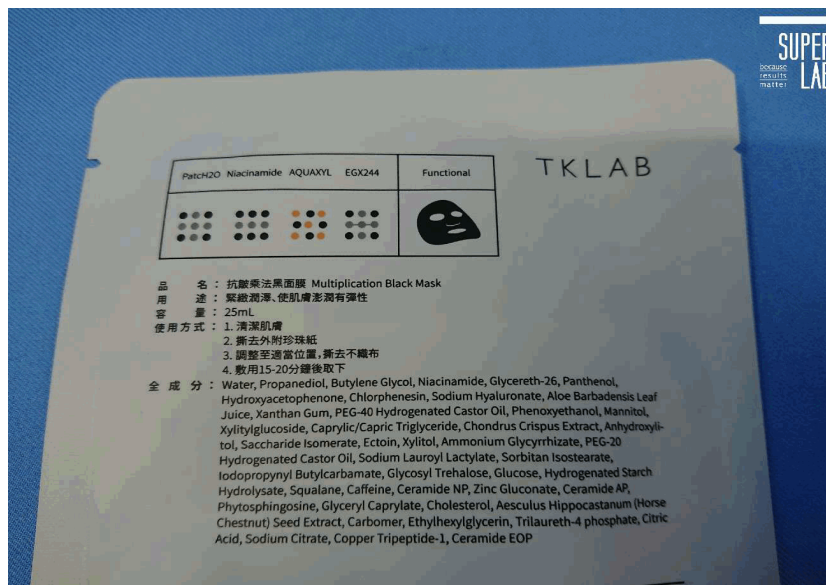 SUPER
because
results
matter
LAB
TKLAB
PatcH2O Niacinamide AQUAXYL EGX244 Functional
品 名：抗皺乘法黑面膜 Multiplication Black Mask
用 途：緊緻潤澤、使肌膚澎潤有彈性
容 量：25mL
使用方式：1. 清潔肌膚
2. 撕去外附珍珠紙
3. 調整至適當位置，撕去不織布
4. 敷用15-20分鐘後取下
全 成 分：Water, Propanediol, Butylene Glycol, Niacinamide, Glycereth-26, Panthenol,
Hydroxyacetophenone, Chlorphenesin, Sodium Hyaluronate, Aloe Barbadensis Leaf
Juice, Xanthan Gum, PEG-40 Hydrogenated Castor Oil, Phenoxyethanol, Mannitol,
Xylitylglucoside, Caprylic/Capric Triglyceride, Chondrus Crispus Extract, Anhydroxyli-
tol, Saccharide Isomerate, Ectoin, Xylitol, Ammonium Glycyrrhizate, PEG-20
Hydrogenated Castor Oil, Sodium Lauroyl Lactylate, Sorbitan Isostearate,
Iodopropynyl Butylcarbamate, Glycosyl Trehalose, Glucose, Hydrogenated Starch
Hydrolysate, Squalane, Caffeine, Ceramide NP, Zinc Gluconate, Ceramide AP,
Phytosphingosine, Glyceryl Caprylate, Cholesterol, Aesculus Hippocastanum (Horse
Chestnut) Seed Extract, Carbomer, Ethylhexylglycerin, Trilaureth-4 phosphate, Citric
Acid, Sodium Citrate, Copper Tripeptide-1, Ceramide EOP